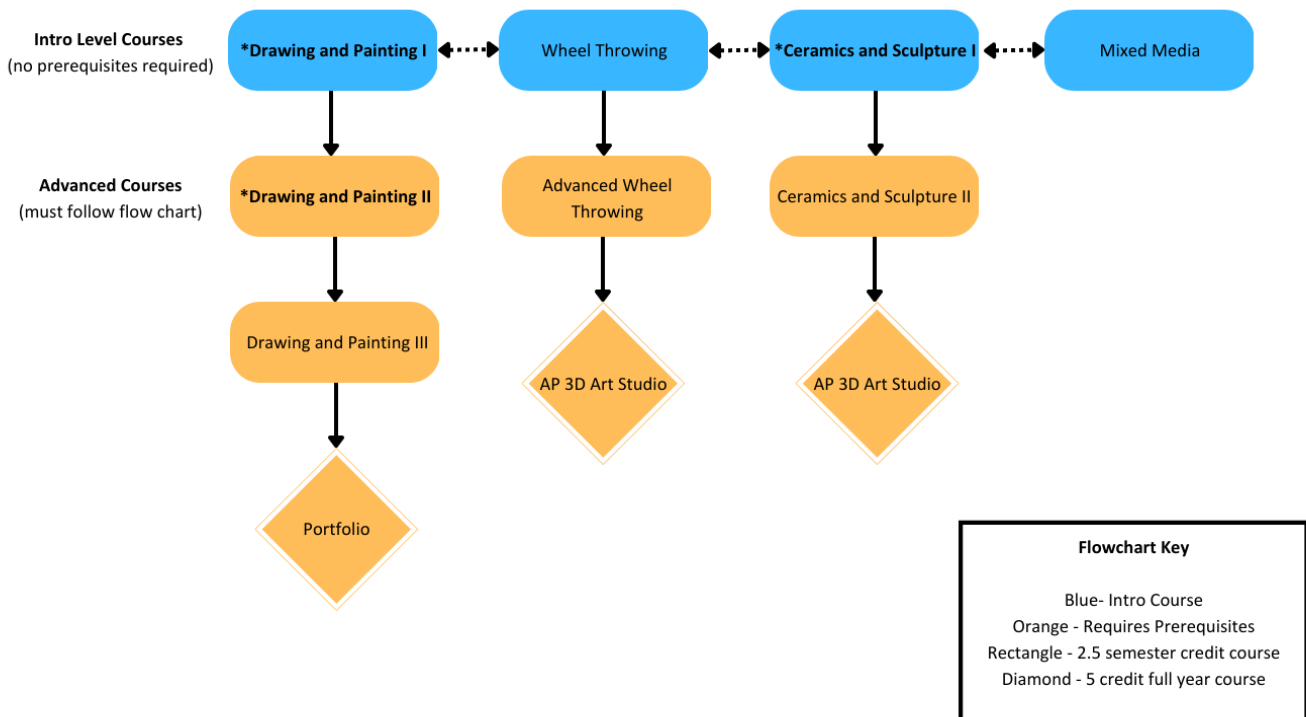 Intro Level Courses
(no prerequisites required)
*Drawing and Painting I
Wheel Throwing
*Ceramics and Sculpture I
Mixed Media
Advanced Courses
(must follow flow chart)
*Drawing and Painting II
Advanced Wheel
Throwing
Ceramics and Sculpture II
Drawing and Painting III
AP 3D Art Studio
AP 3D Art Studio
Portfolio
Flowchart Key
Blue- Intro Course
Orange - Requires Prerequisites
Rectangle - 2.5 semester credit course
Diamond - 5 credit full year course